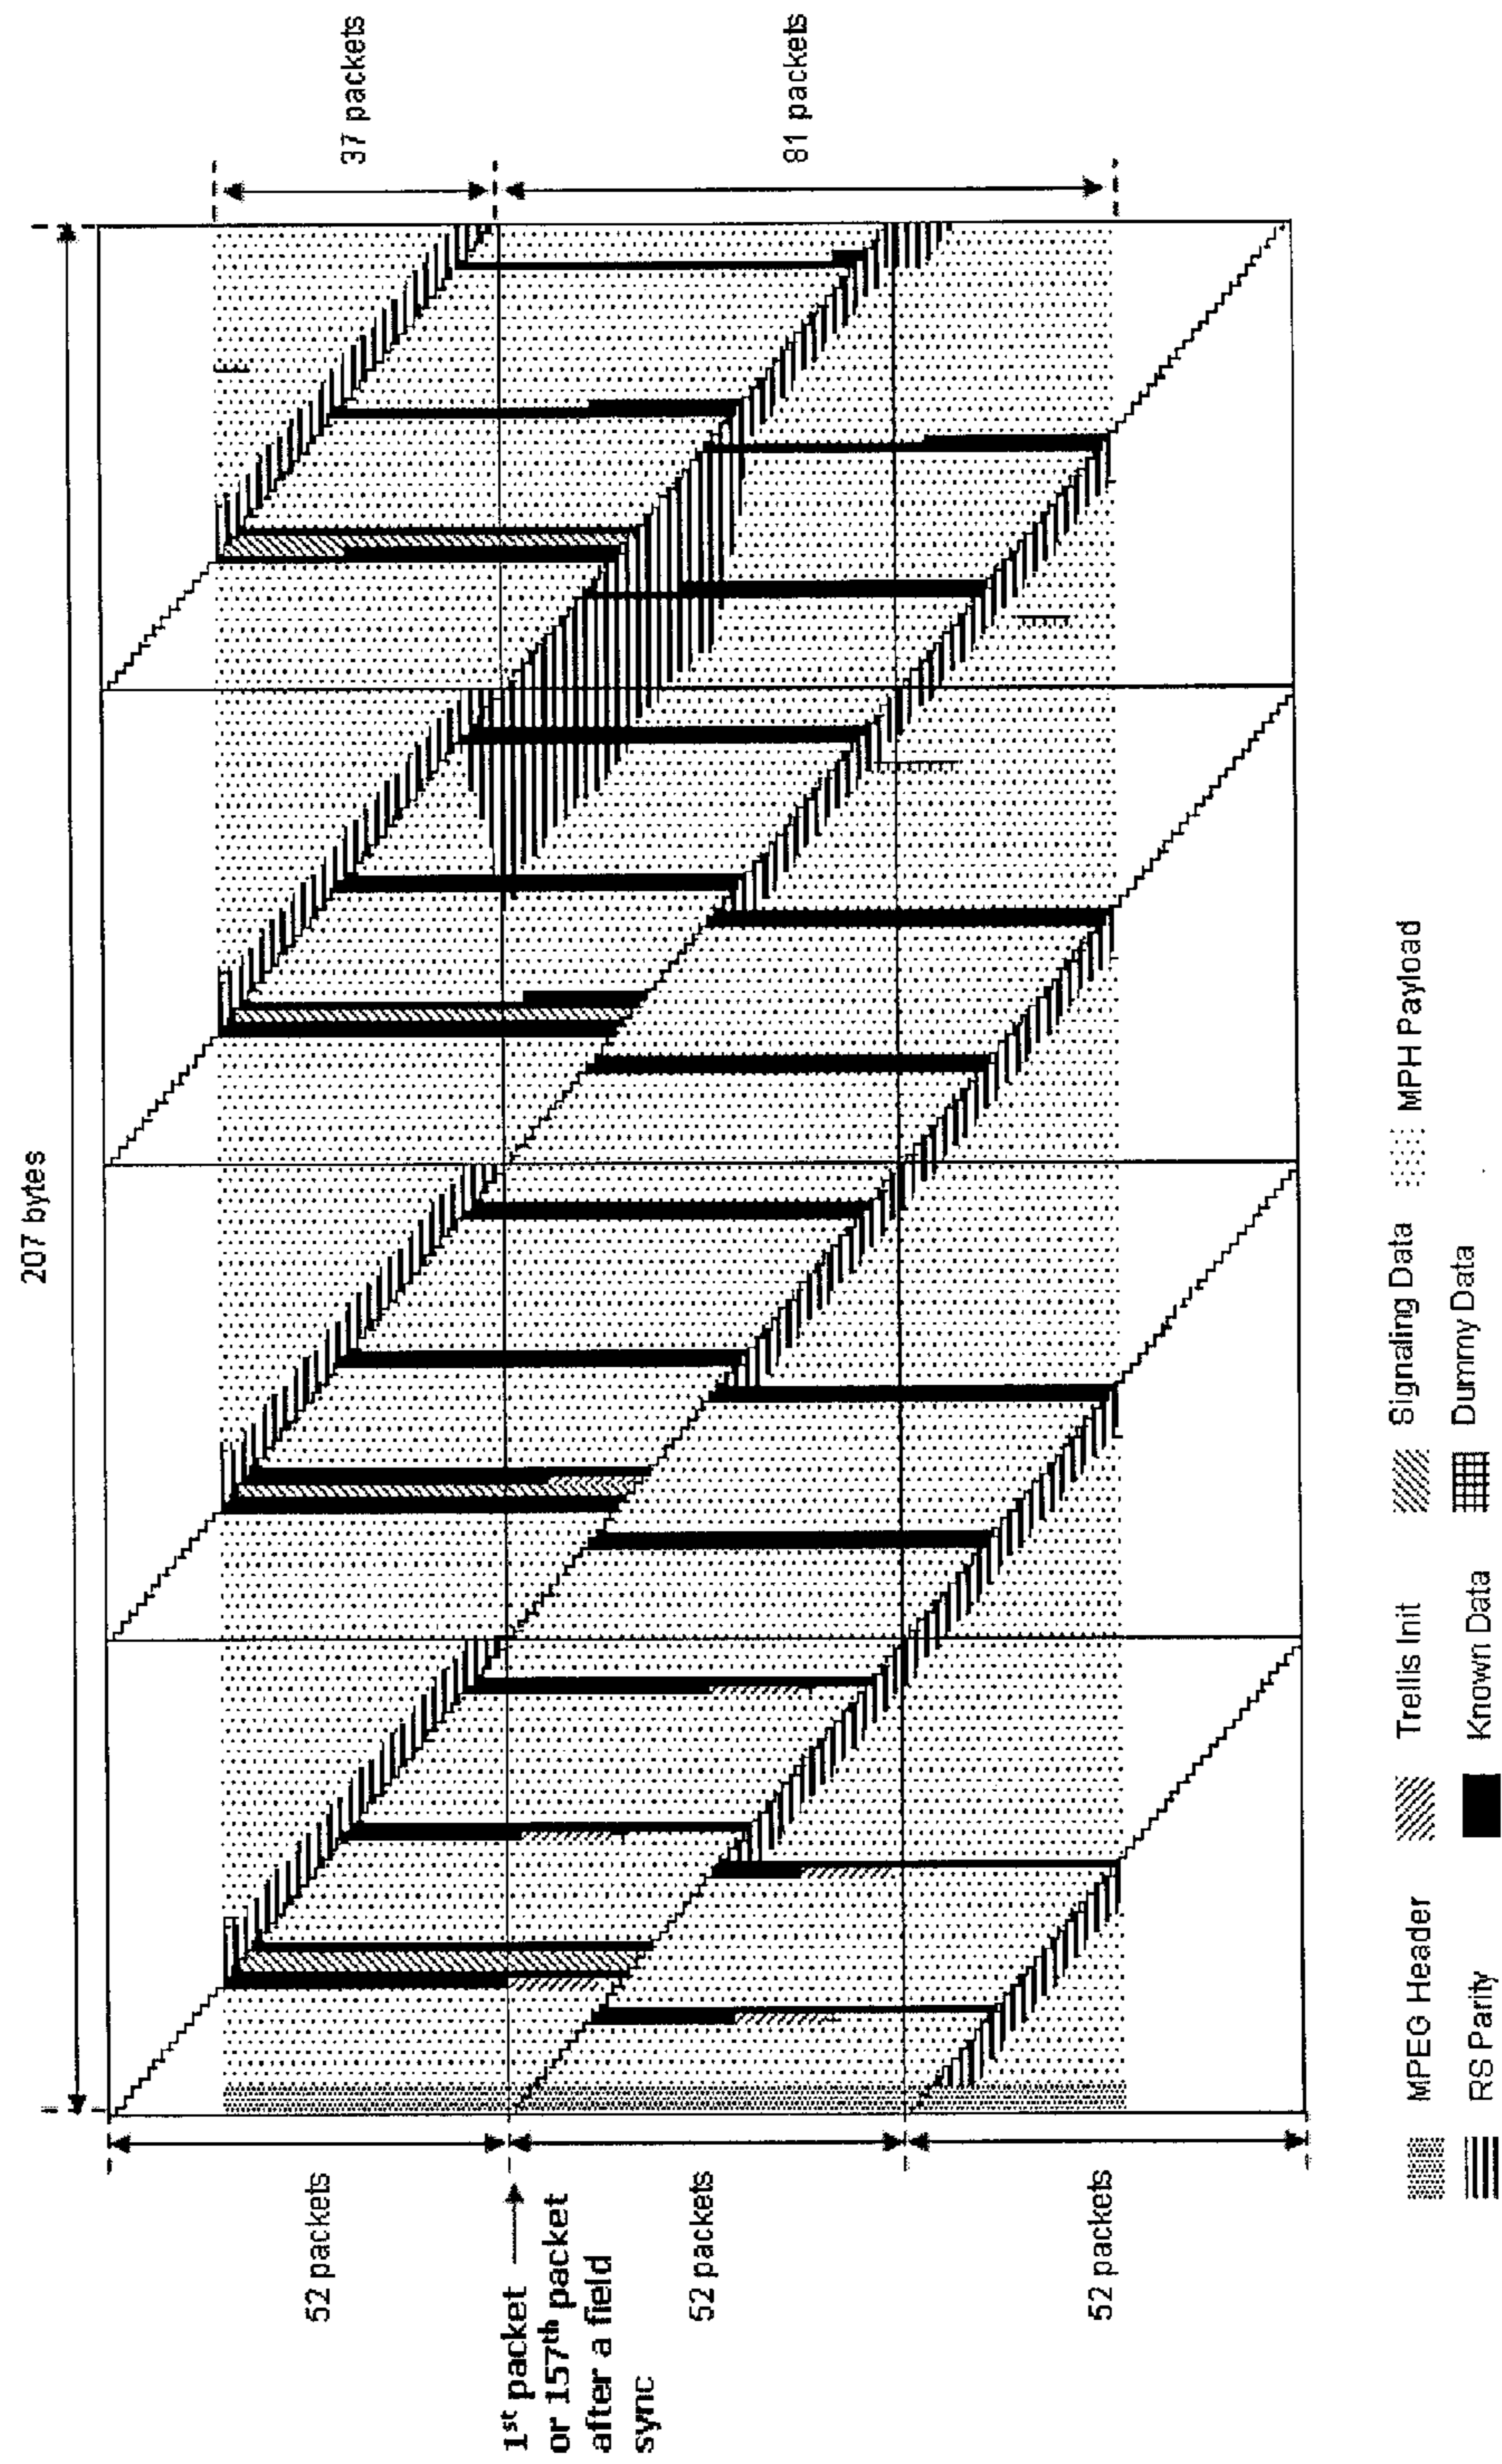 207 bytes
37 packets
81 packets
52 packets
1st packet
or 157th packet
after a field
sync
52 packets
52 packets
MPEG Header
Trellis Init
Signaling Data
MPH Payload
RS Parity
Known Data
Dummy Data